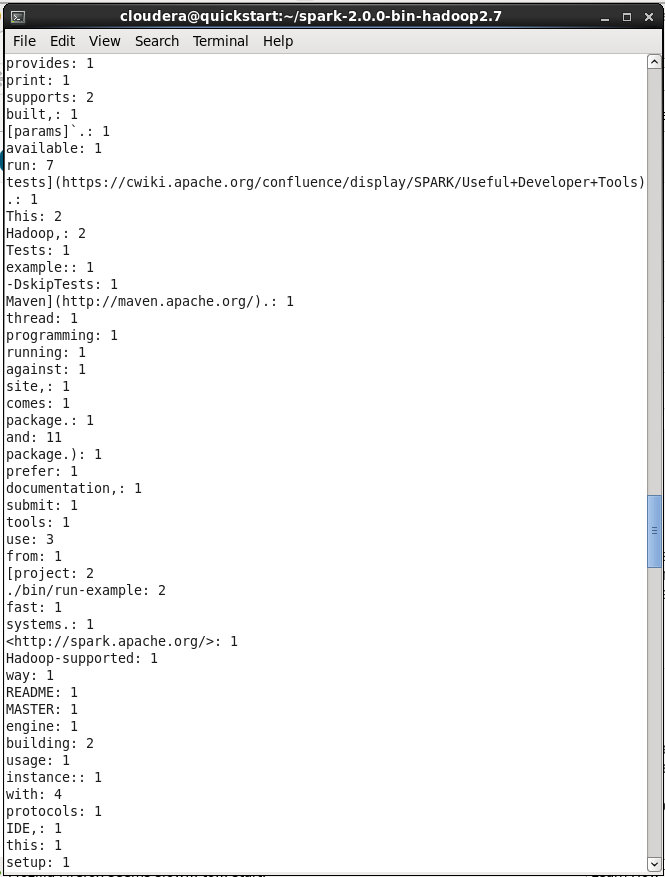 cloudera@quickstart:~/spark-2.0.0-bin-hadoop2.7
File Edit View Search Terminal Help
provides: 1
print: 1
supports: 2
built,: 1
[params]`.: 1
available: 1
run: 7
tests](https://cwiki.apache.org/confluence/display/SPARK/Useful+Developer+Tools)
.: 1
This: 2
Hadoop,: 2
Tests: 1
example:: 1
-DskipTests: 1
Maven](http://maven.apache.org/).: 1
thread: 1
programming: 1
running: 1
against: 1
site,: 1
comes: 1
package.: 1
and: 11
package.): 1
prefer: 1
documentation,: 1
submit: 1
tools: 1
use: 3
from: 1
[project: 2
./bin/run-example: 2
fast: 1
systems.: 1
<http://spark.apache.org/>: 1
Hadoop-supported: 1
way: 1
README: 1
MASTER: 1
engine: 1
building: 2
usage: 1
instance:: 1
with: 4
protocols: 1
IDE,: 1
this: 1
setup: 1